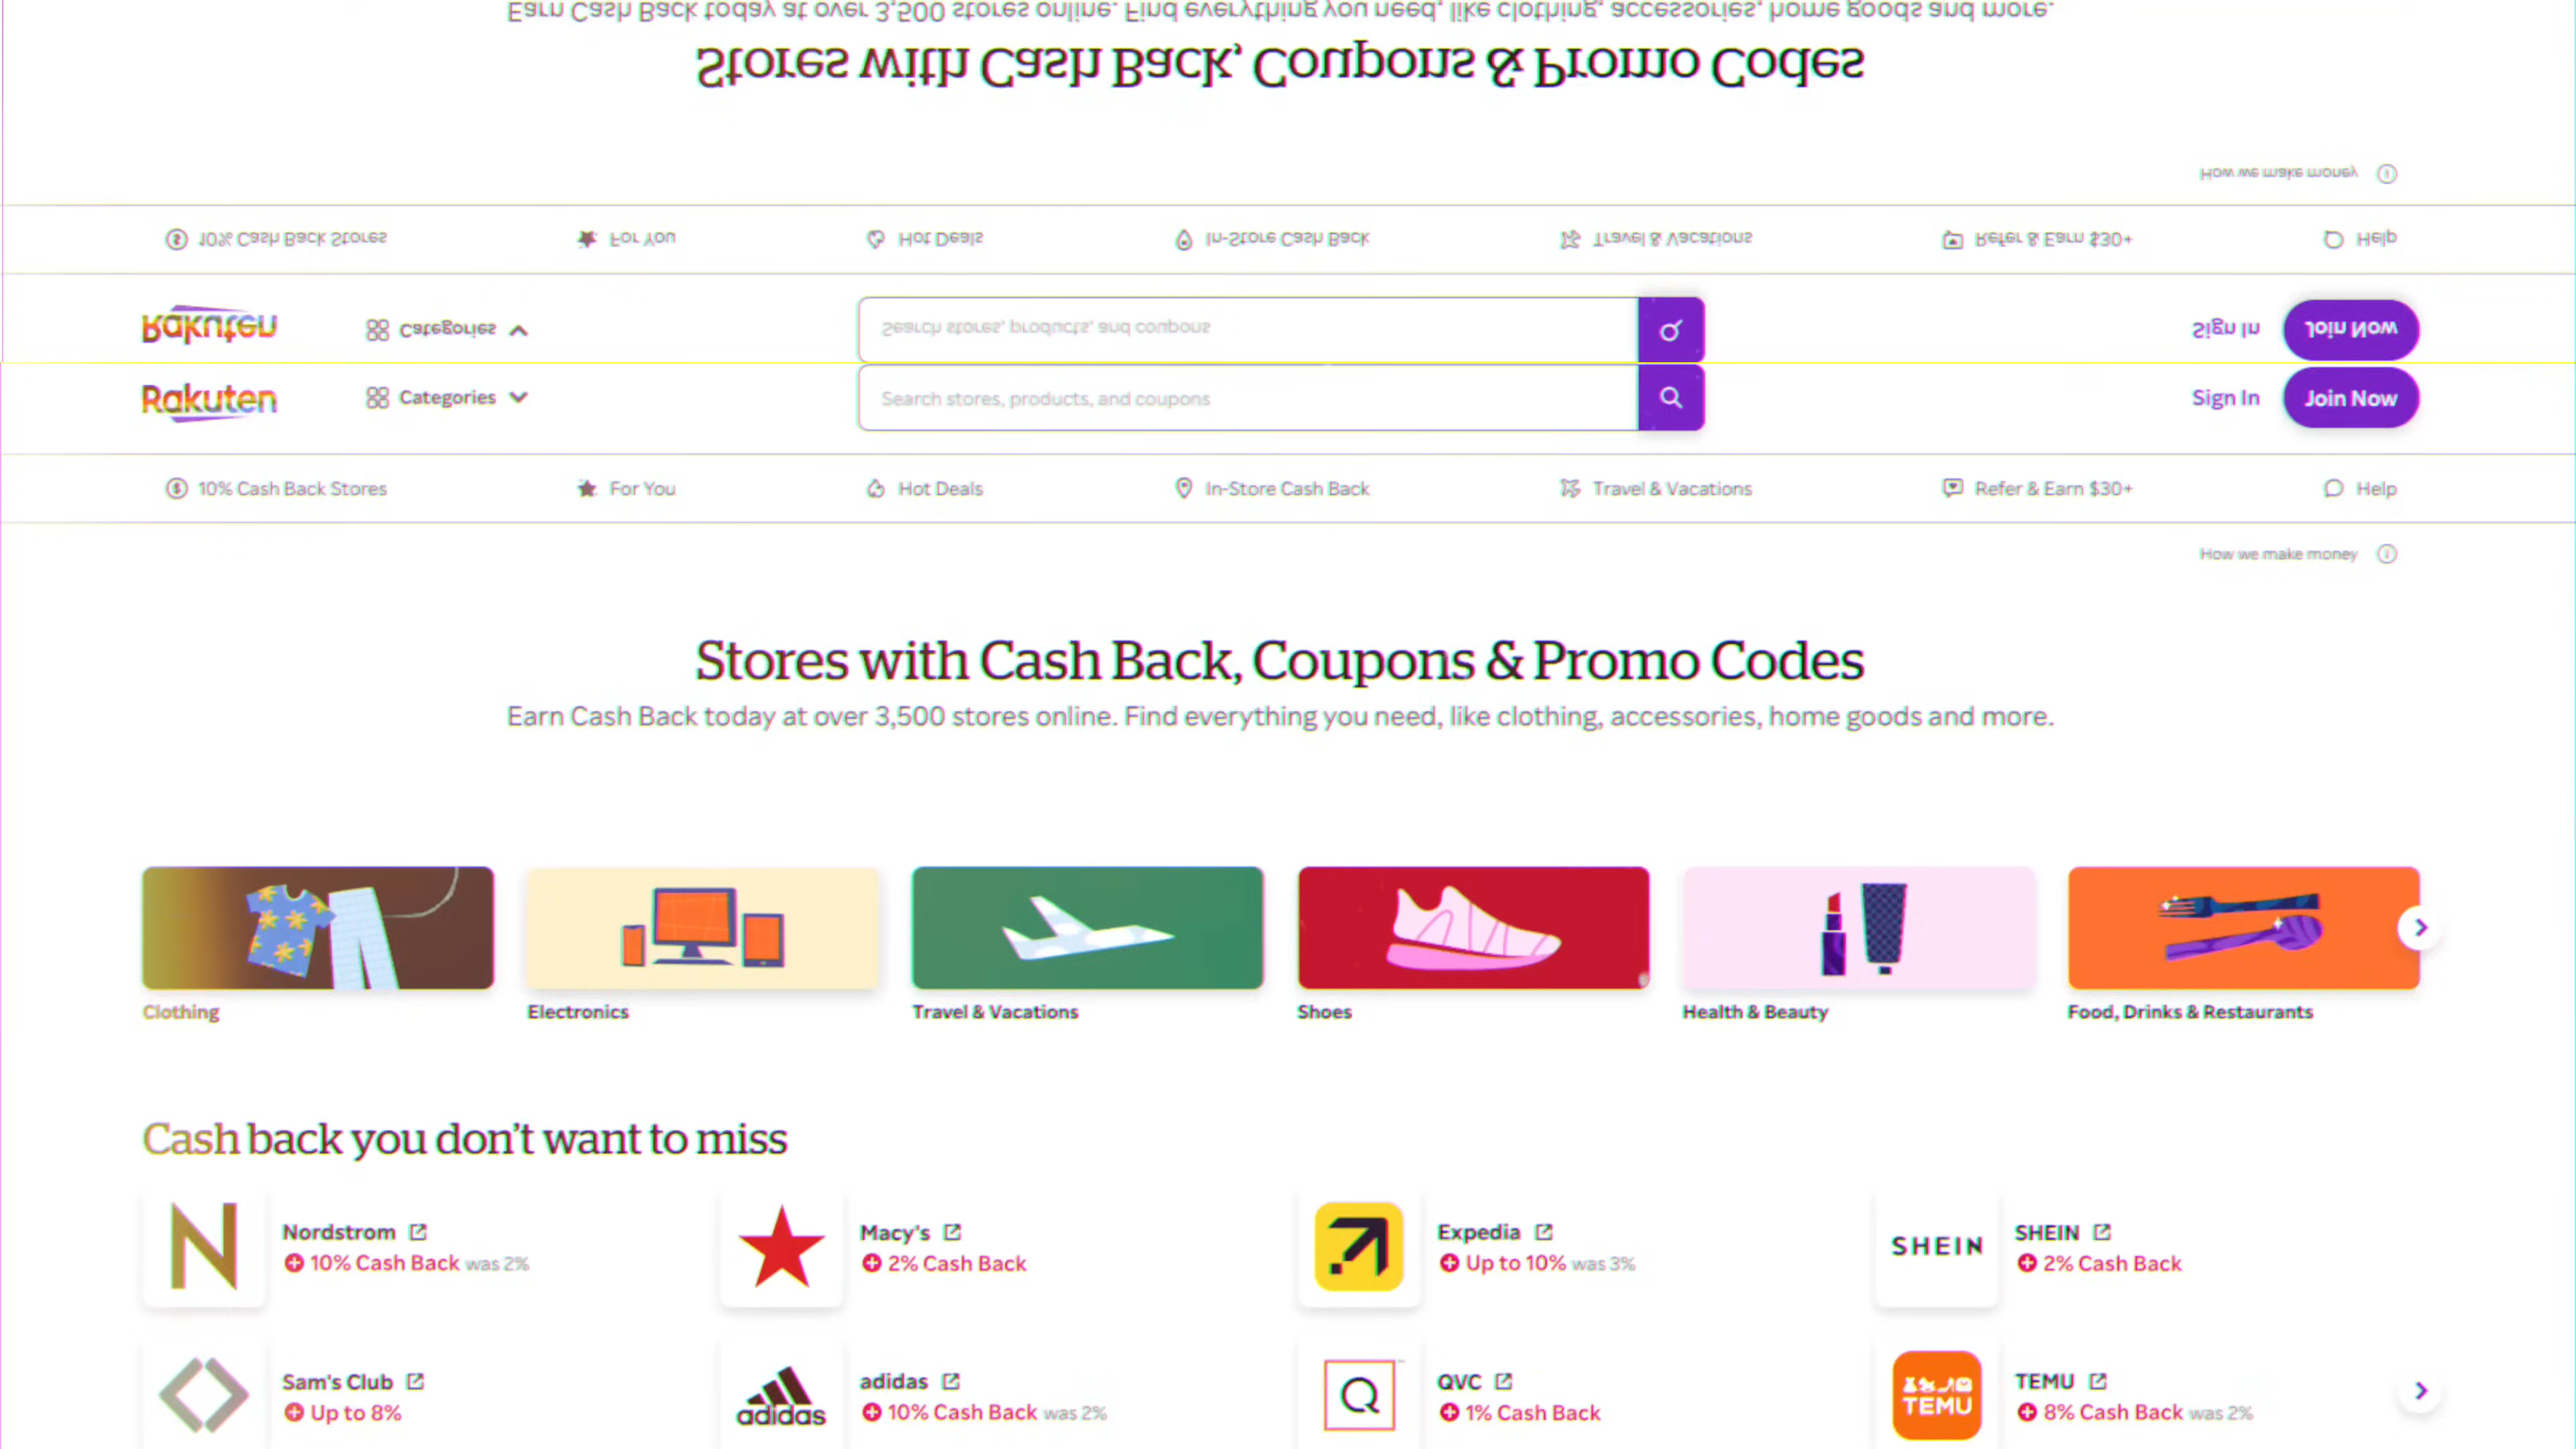 Earn Cash Back today at over 3,500 stores online. Find everything you need, like clothing, accessories, home goods and more.
Stores with Cash Back, Coupons & Promo Codes
How we make money
10% Cash Back Stores For You Hot Deals In-Store Cash Back Travel & Vacations Refer & Earn $30+ Help
Rakuten Categories Search stores, products, and coupons Sign In Join Now
Rakuten Categories Search stores, products, and coupons Sign In Join Now
10% Cash Back Stores For You Hot Deals In-Store Cash Back Travel & Vacations Refer & Earn $30+ Help
How we make money
Stores with Cash Back, Coupons & Promo Codes
Earn Cash Back today at over 3,500 stores online. Find everything you need, like clothing, accessories, home goods and more.
Clothing Electronics Travel & Vacations Shoes Health & Beauty Food, Drinks & Restaurants
Cash back you don't want to miss
N Nordstrom Macy's Expedia SHEIN SHEIN
10% Cash Back was 2% 2% Cash Back Up to 10% was 3% 2% Cash Back
Sam's Club adidas adidas Q QVC TEMU TEMU
Up to 8% 10% Cash Back was 2% 1% Cash Back 8% Cash Back was 2%